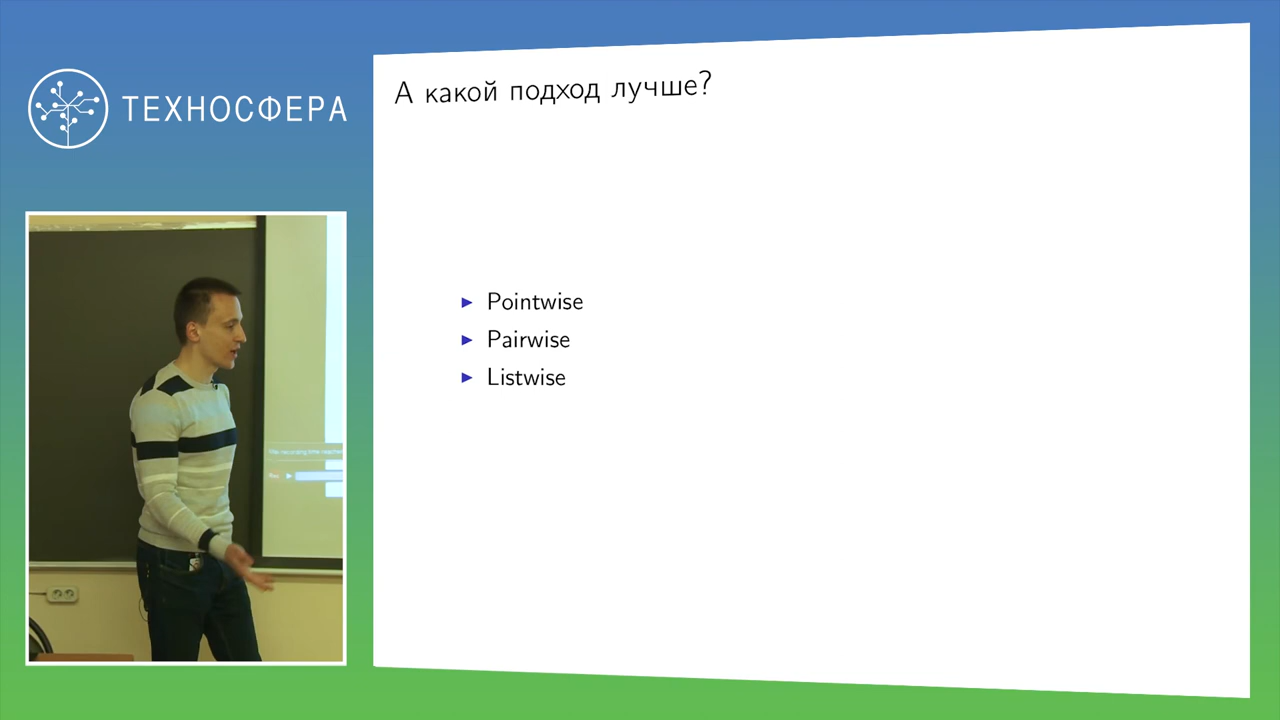 ТЕХНОСФЕРА
А какой подход лучше?
Pointwise
Pairwise
Listwise